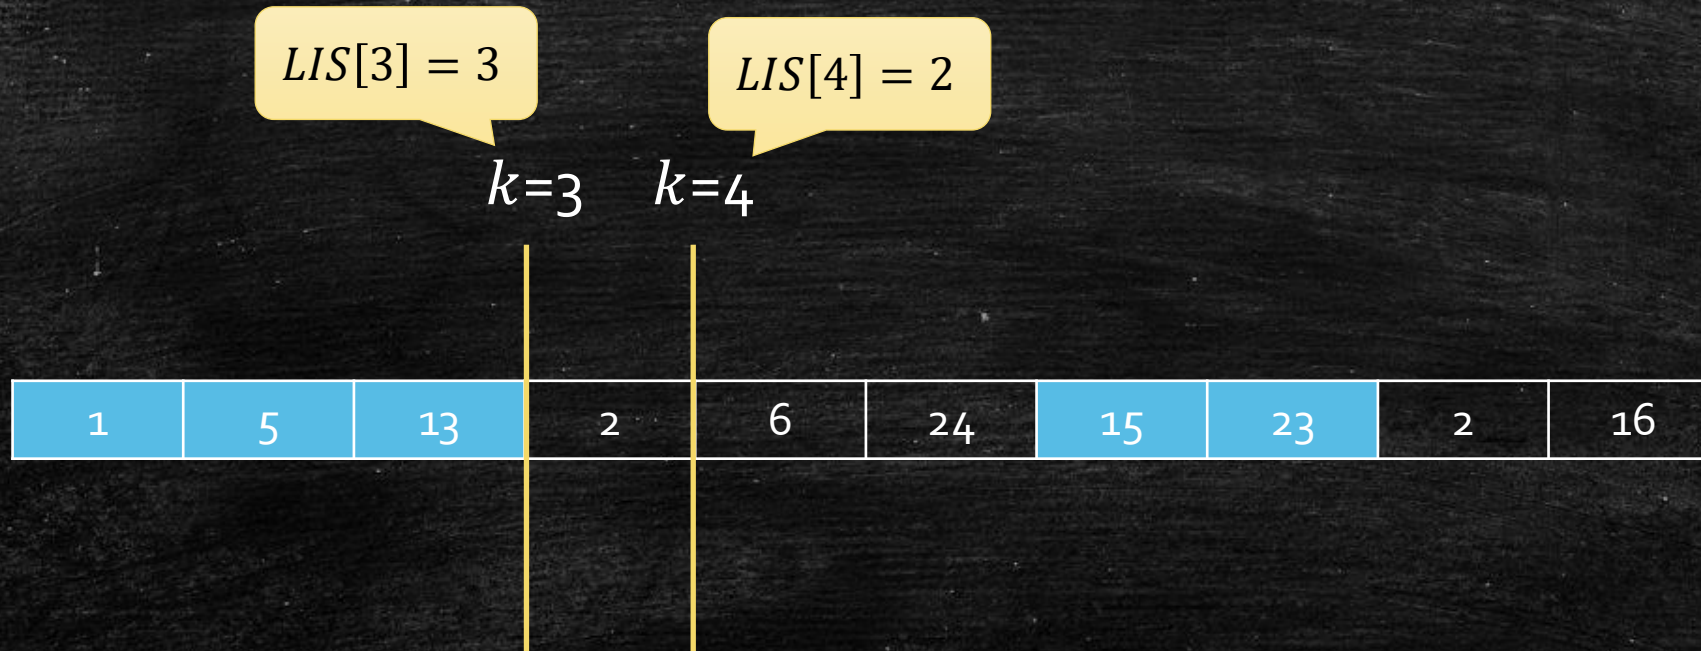 LIS[3] = 3
LIS[4] = 2
k=3 k=4
1 5 13 2 6 24 15 23 2 16